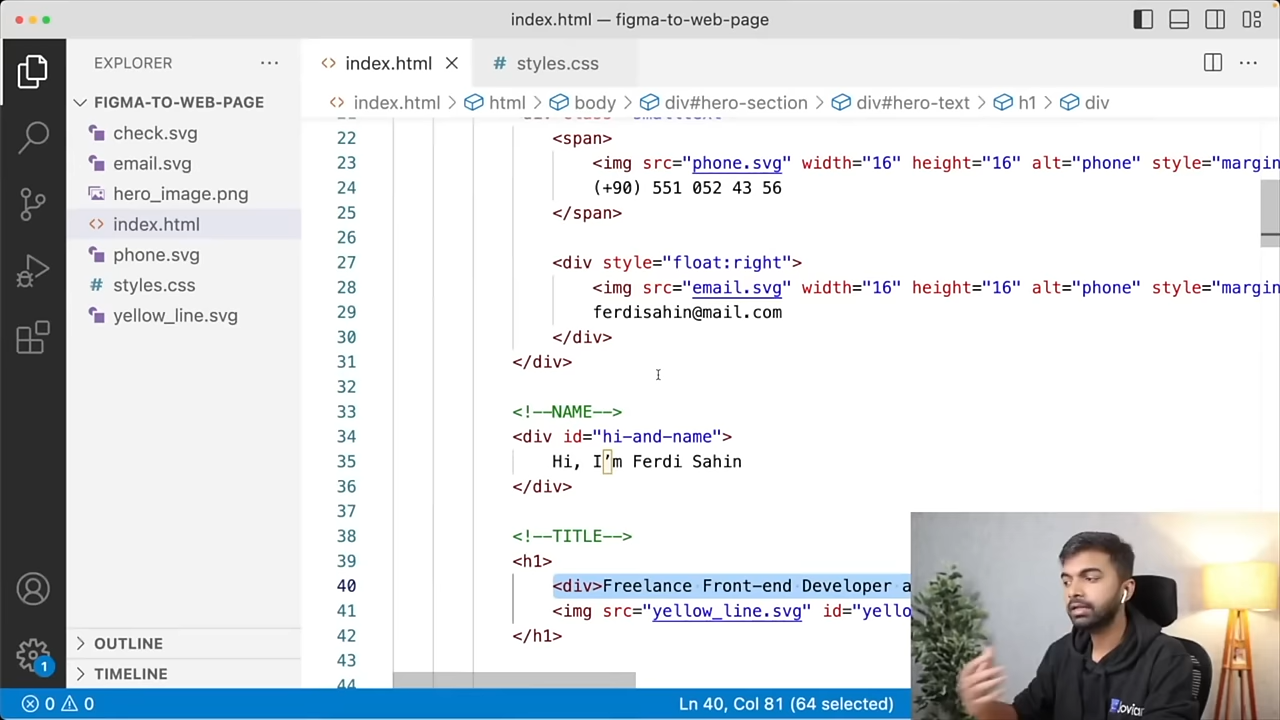 index.html — figma-to-web-page
EXPLORER
index.html
# styles.css
FIGMA-TO-WEB-PAGE
index.html > html > body > div#hero-section > div#hero-text > h1 > div
check.svg
email.svg
hero_image.png
<> index.html
phone.svg
# styles.css
yellow_line.svg
22 <span>
23 <img src="phone.svg" width="16" height="16" alt="phone" style="margin
24 (+90) 551 052 43 56
25 </span>
26
27 <div style="float:right">
28 <img src="email.svg" width="16" height="16" alt="phone" style="margin
29 ferdisahin@mail.com
30 </div>
31 </div>
32
33 <!--NAME-->
34 <div id="hi-and-name">
35 Hi, I’m Ferdi Sahin
36 </div>
37
38 <!--TITLE-->
39 <h1>
40 <div>Freelance Front-end Developer a
41 <img src="yellow_line.svg" id="yello
42 </h1>
43
44
OUTLINE
TIMELINE
1
0 0
Ln 40, Col 81 (64 selected)
Jovian